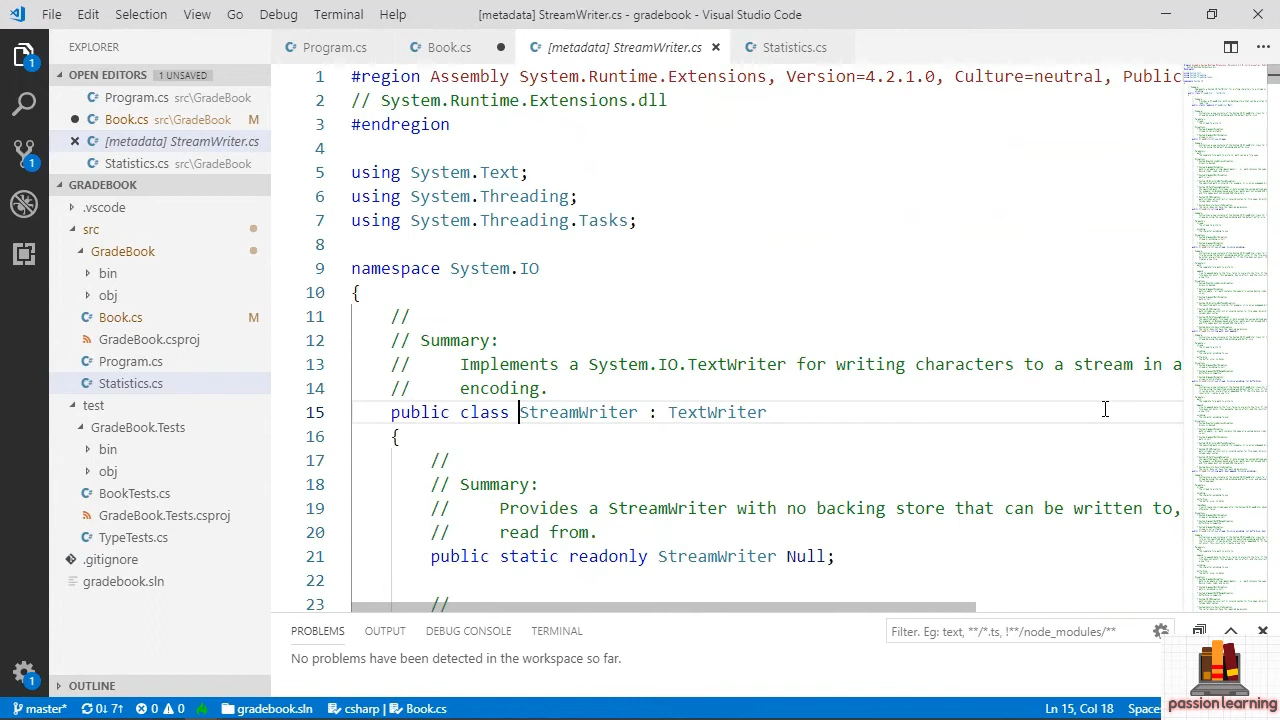 File Edit Selection View Go Debug Terminal Help [metadata] StreamWriter.cs - gradebook - Visual Studio Code
EXPLORER
OPEN EDITORS 1 UNSAVED
Program.cs src\GradeBook
Book.cs src\GradeBook M
[metadata] StreamWriter.cs
Statistics.cs src\GradeBook
GRADEBOOK
src
GradeBook
bin
obj
Book.cs M
GradeBook.csproj
Program.cs
Statistics.cs
GradeBook.Tests
bin
obj
BookTests.cs
GradeBook.Tests.csproj
TypeTests.cs
.gitignore
gradebook.sln
OUTLINE
Program.cs Book.cs [metadata] StreamWriter.cs Statistics.cs
1 #region Assembly System.Runtime.Extensions, Version=4.2.1.0, Culture=neutral, Public
2 // System.Runtime.Extensions.dll
3 #endregion
4
5 using System.Text;
6 using System.Threading;
7 using System.Threading.Tasks;
8
9 namespace System.IO
10 {
11 //
12 // Summary:
13 // Implements a System.IO.TextWriter for writing characters to a stream in a
14 // encoding.
15 public class StreamWriter : TextWriter
16 {
17 //
18 // Summary:
19 // Provides a StreamWriter with no backing store that can be written to,
20 // read from.
21 public static readonly StreamWriter Null;
22
23 //
PROBLEMS OUTPUT DEBUG CONSOLE TERMINAL
Filter. Eg: text, **/*.ts, !**/node_modules/**
No problems have been detected in the workspace so far.
passion learning
master* 0↓ 7↑ 0 0 gradebook.sln csharp | Book.cs Ln 15, Col 18